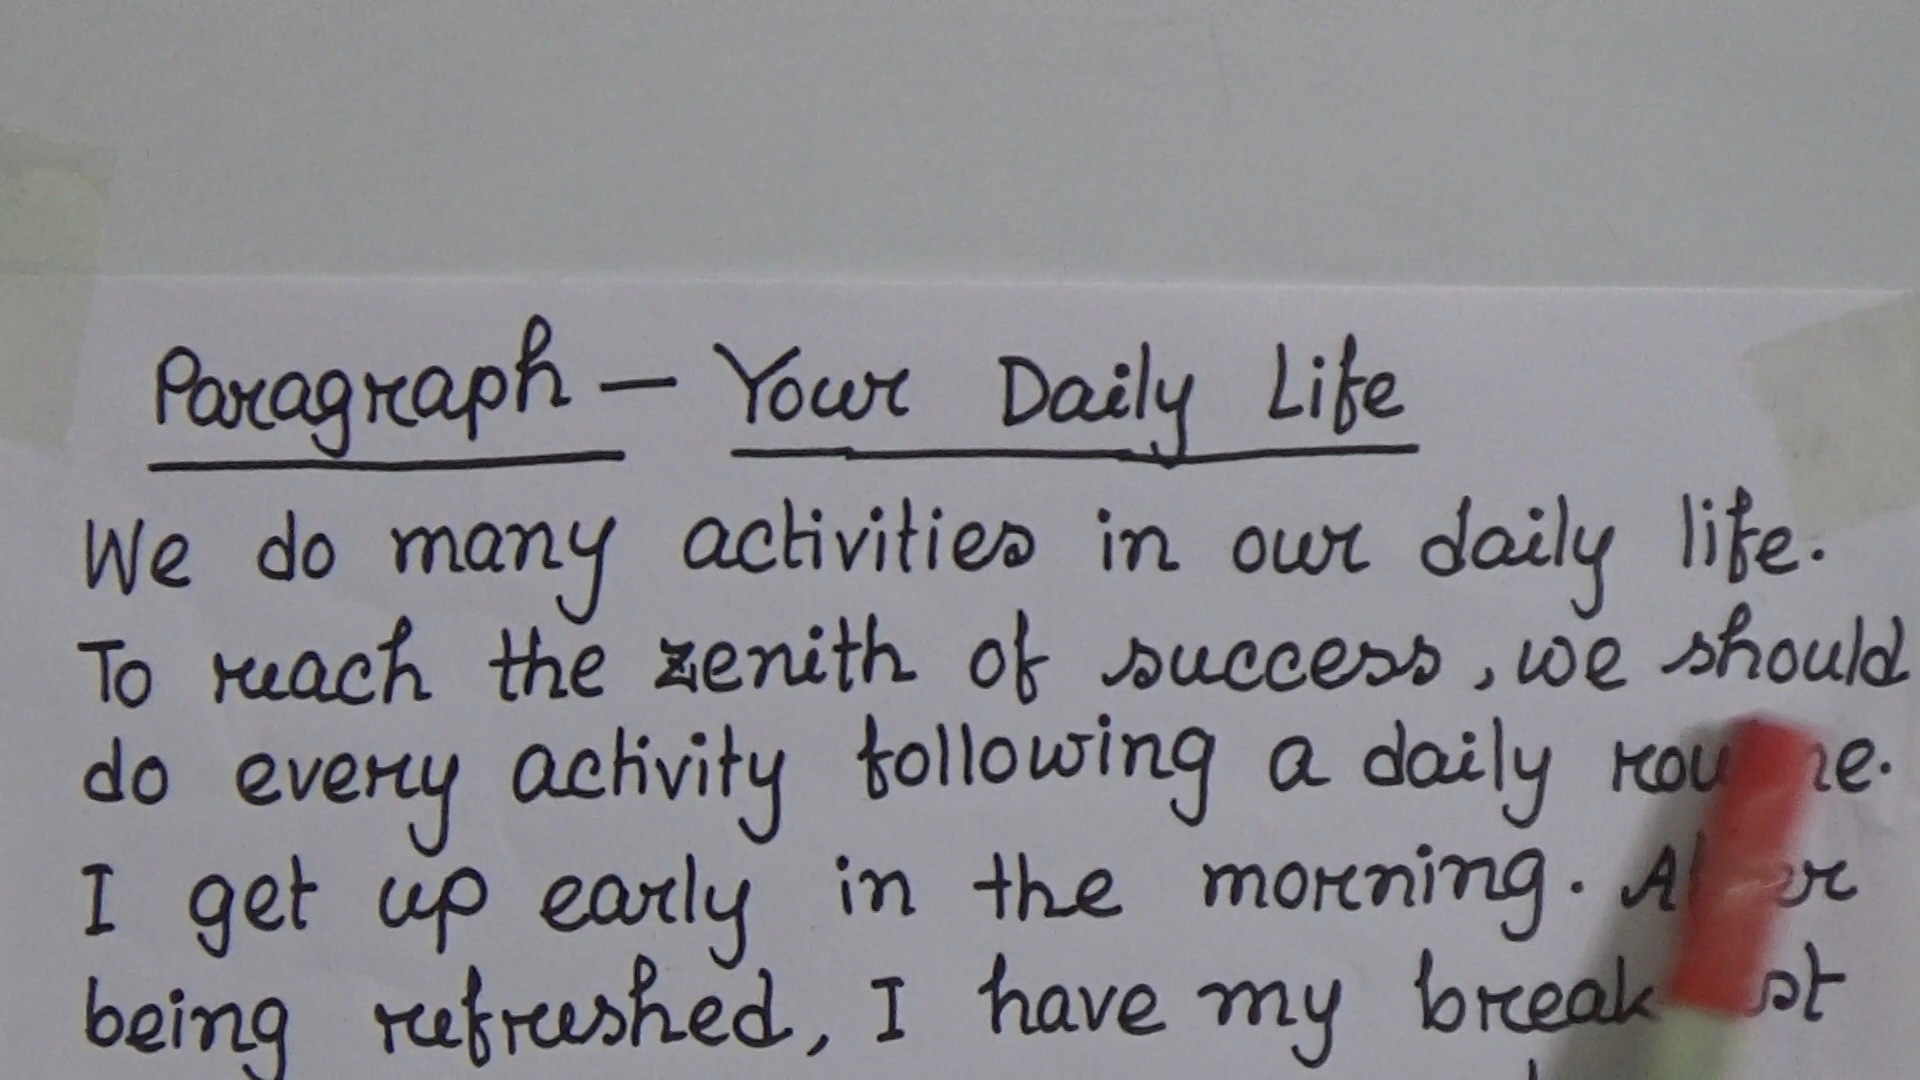 Paragraph - Your Daily Life
We do many activities in our daily life.
To reach the zenith of success, we should
do every activity following a daily
I get up early in the morning.
being refreshed, I have my